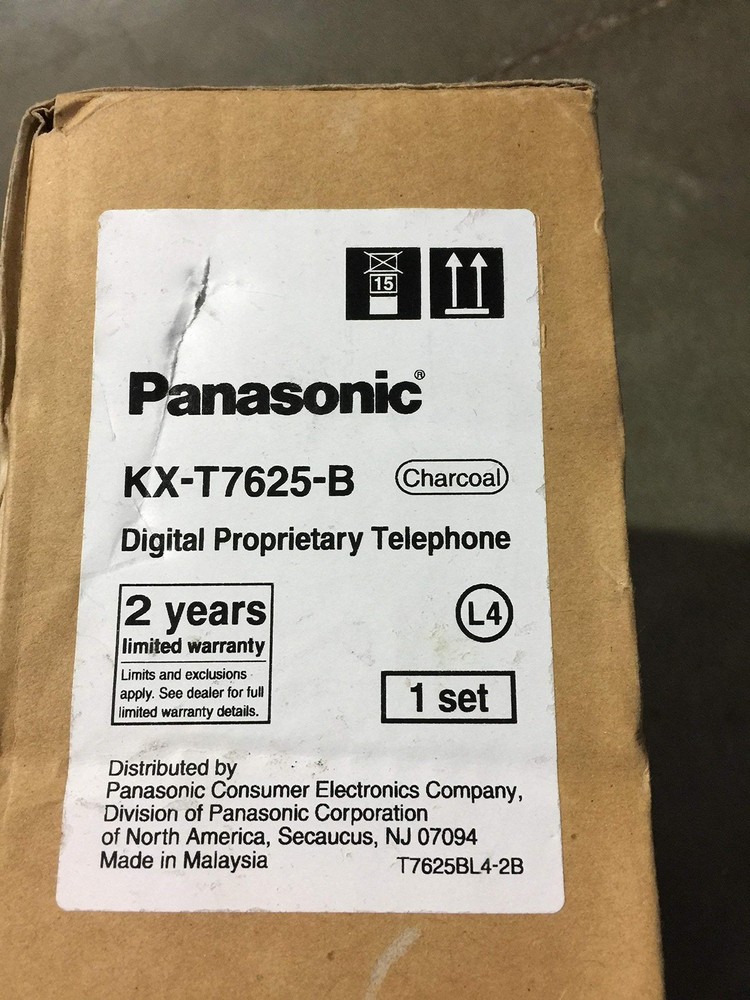 15
Panasonic®
KX-T7625-B Charcoal
Digital Proprietary Telephone
2 years
limited warranty
Limits and exclusions
apply. See dealer for full
limited warranty details.
L4
1 set
Distributed by
Panasonic Consumer Electronics Company,
Division of Panasonic Corporation
of North America, Secaucus, NJ 07094
Made in Malaysia T7625BL4-2B